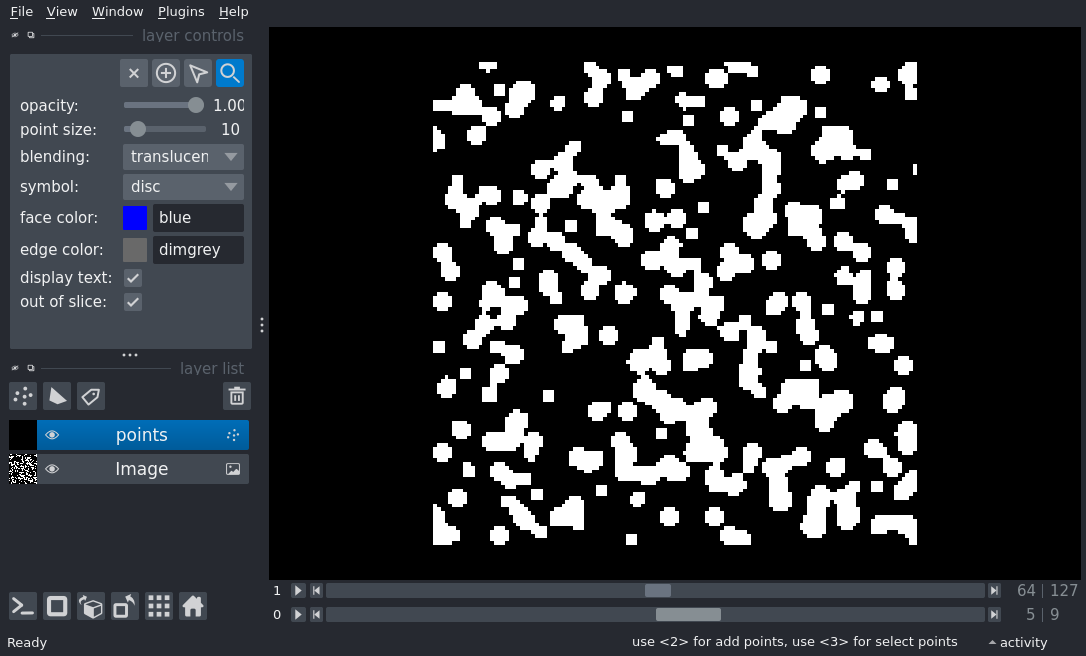 File View Window Plugins Help
layer controls
opacity: 1.00
point size: 10
blending: translucen
symbol: disc
face color: blue
edge color: dimgrey
display text:
out of slice:
layer list
points
Image
1 64 127
0 5 9
Ready use <2> for add points, use <3> for select points activity